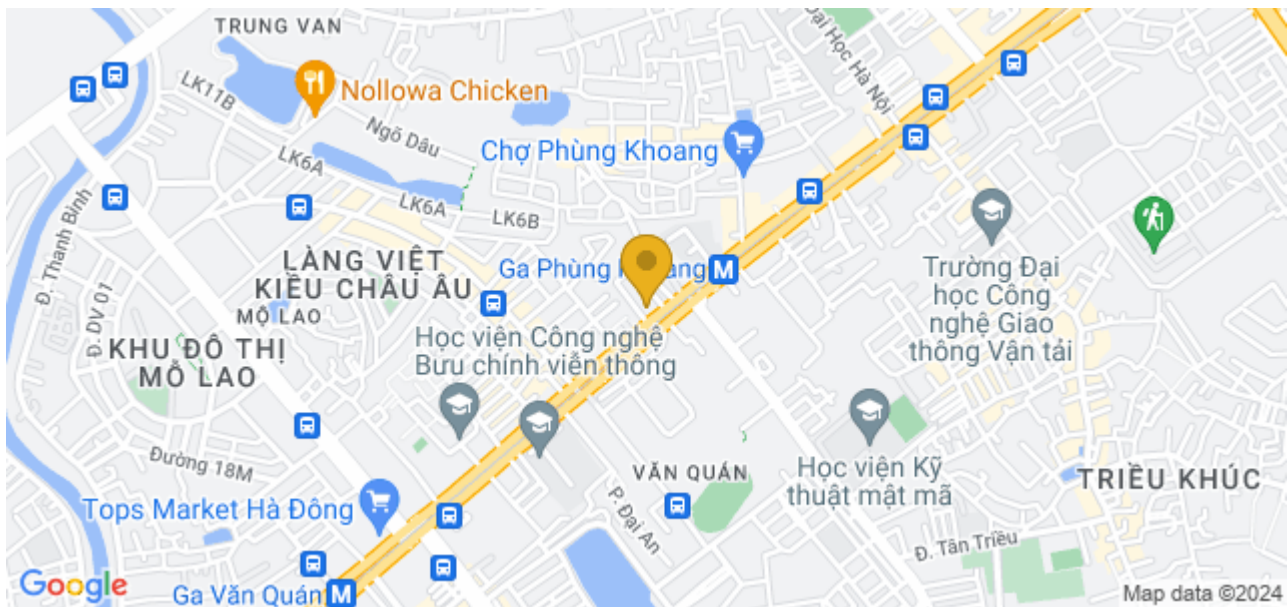 TRUNG VAN
LK11B
Nollowa Chicken
Ngõ Dâu
LK6A
LK6A
LK6B
Chợ Phùng Khoang
Đại Học Hà Nội
Đ. Thanh Bình
Đ. DV 01
LÀNG VIỆT
KIỀU CHÂU ÂU
MỘ LAO
KHU ĐÔ THỊ
MỖ LAO
Ga Phùng
ang
M
Học viện Công nghệ
Bưu chính viễn thông
Trường Đại
học Công
nghệ Giao
thông Vận tải
Đường 18M
Tops Market Hà Đông
VĂN QUÁN
P. Đại An
Học viện Kỹ
thuật mật mã
TRIỀU KHÚC
Đ. Tân Triều
Google
Ga Văn Quán
M
Map data ©2024